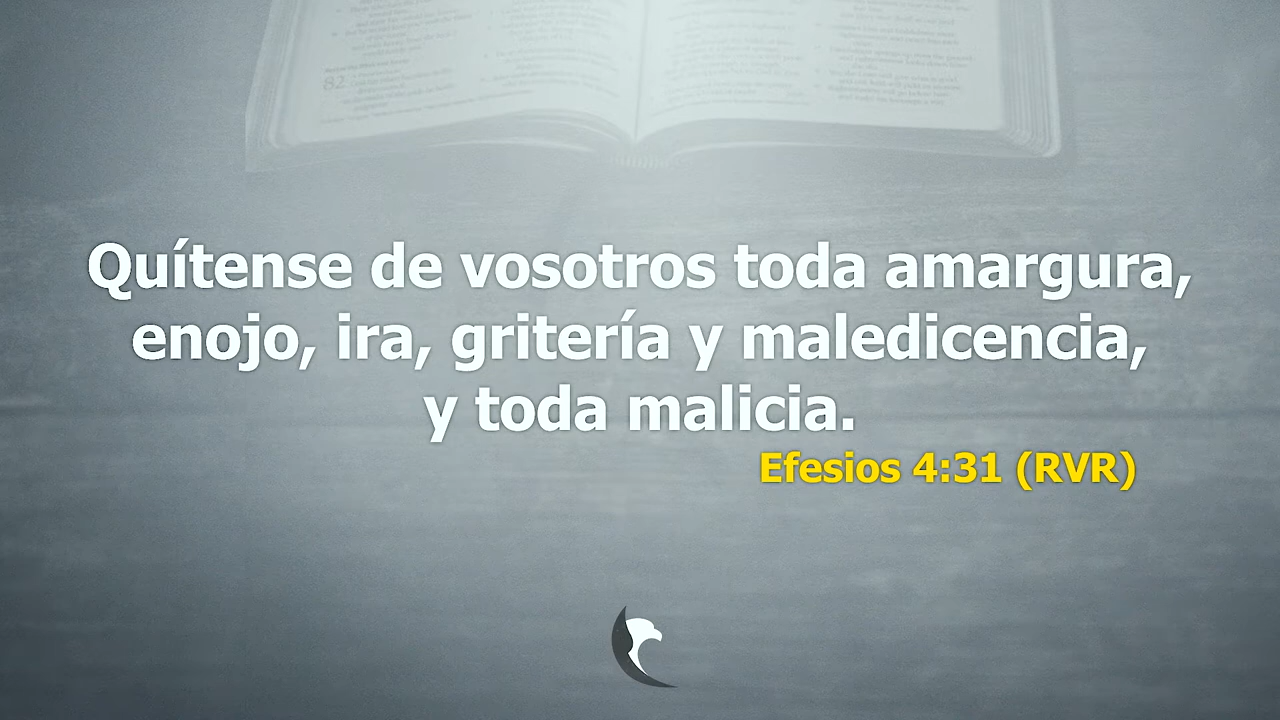 Quítense de vosotros toda amargura,
enojo, ira, gritería y maledicencia,
y toda malicia.
Efesios 4:31 (RVR)